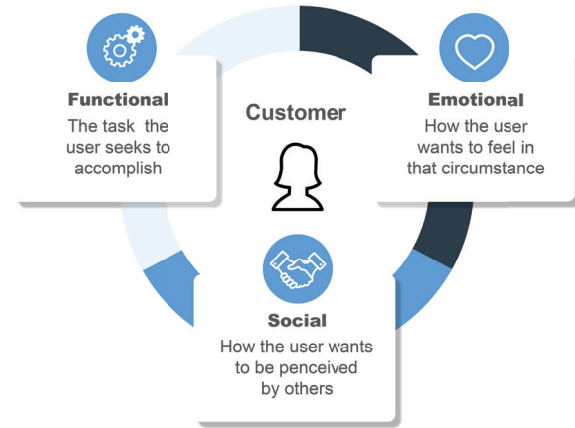 Functional
The task the
user seeks to
accomplish
Customer
Emotional
How the user
wants to feel in
that circumstance
Social
How the user wants
to be perceived
by others